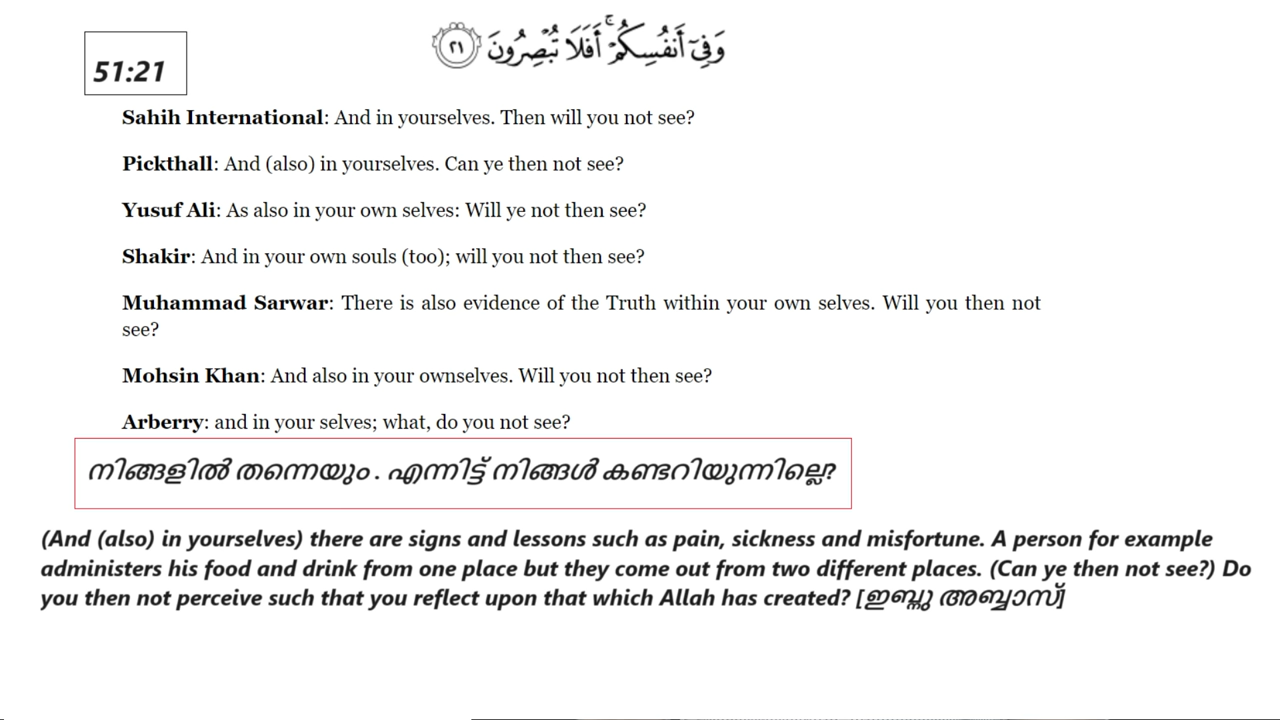 وَفِيٓ أَنفُسِكُمْ ۚ أَفَلَا تُبْصِرُونَ ٢١
51:21
Sahih International: And in yourselves. Then will you not see?
Pickthall: And (also) in yourselves. Can ye then not see?
Yusuf Ali: As also in your own selves: Will ye not then see?
Shakir: And in your own souls (too); will you not then see?
Muhammad Sarwar: There is also evidence of the Truth within your own selves. Will you then not
see?
Mohsin Khan: And also in your ownselves. Will you not then see?
Arberry: and in your selves; what, do you not see?
നിങ്ങളിൽ തന്നെയും . എന്നിട്ട് നിങ്ങൾ കണ്ടറിയുന്നില്ലെ?
(And (also) in yourselves) there are signs and lessons such as pain, sickness and misfortune. A person for example
administers his food and drink from one place but they come out from two different places. (Can ye then not see?) Do
you then not perceive such that you reflect upon that which Allah has created? [ഇബ്നു അബ്ബാസ്]